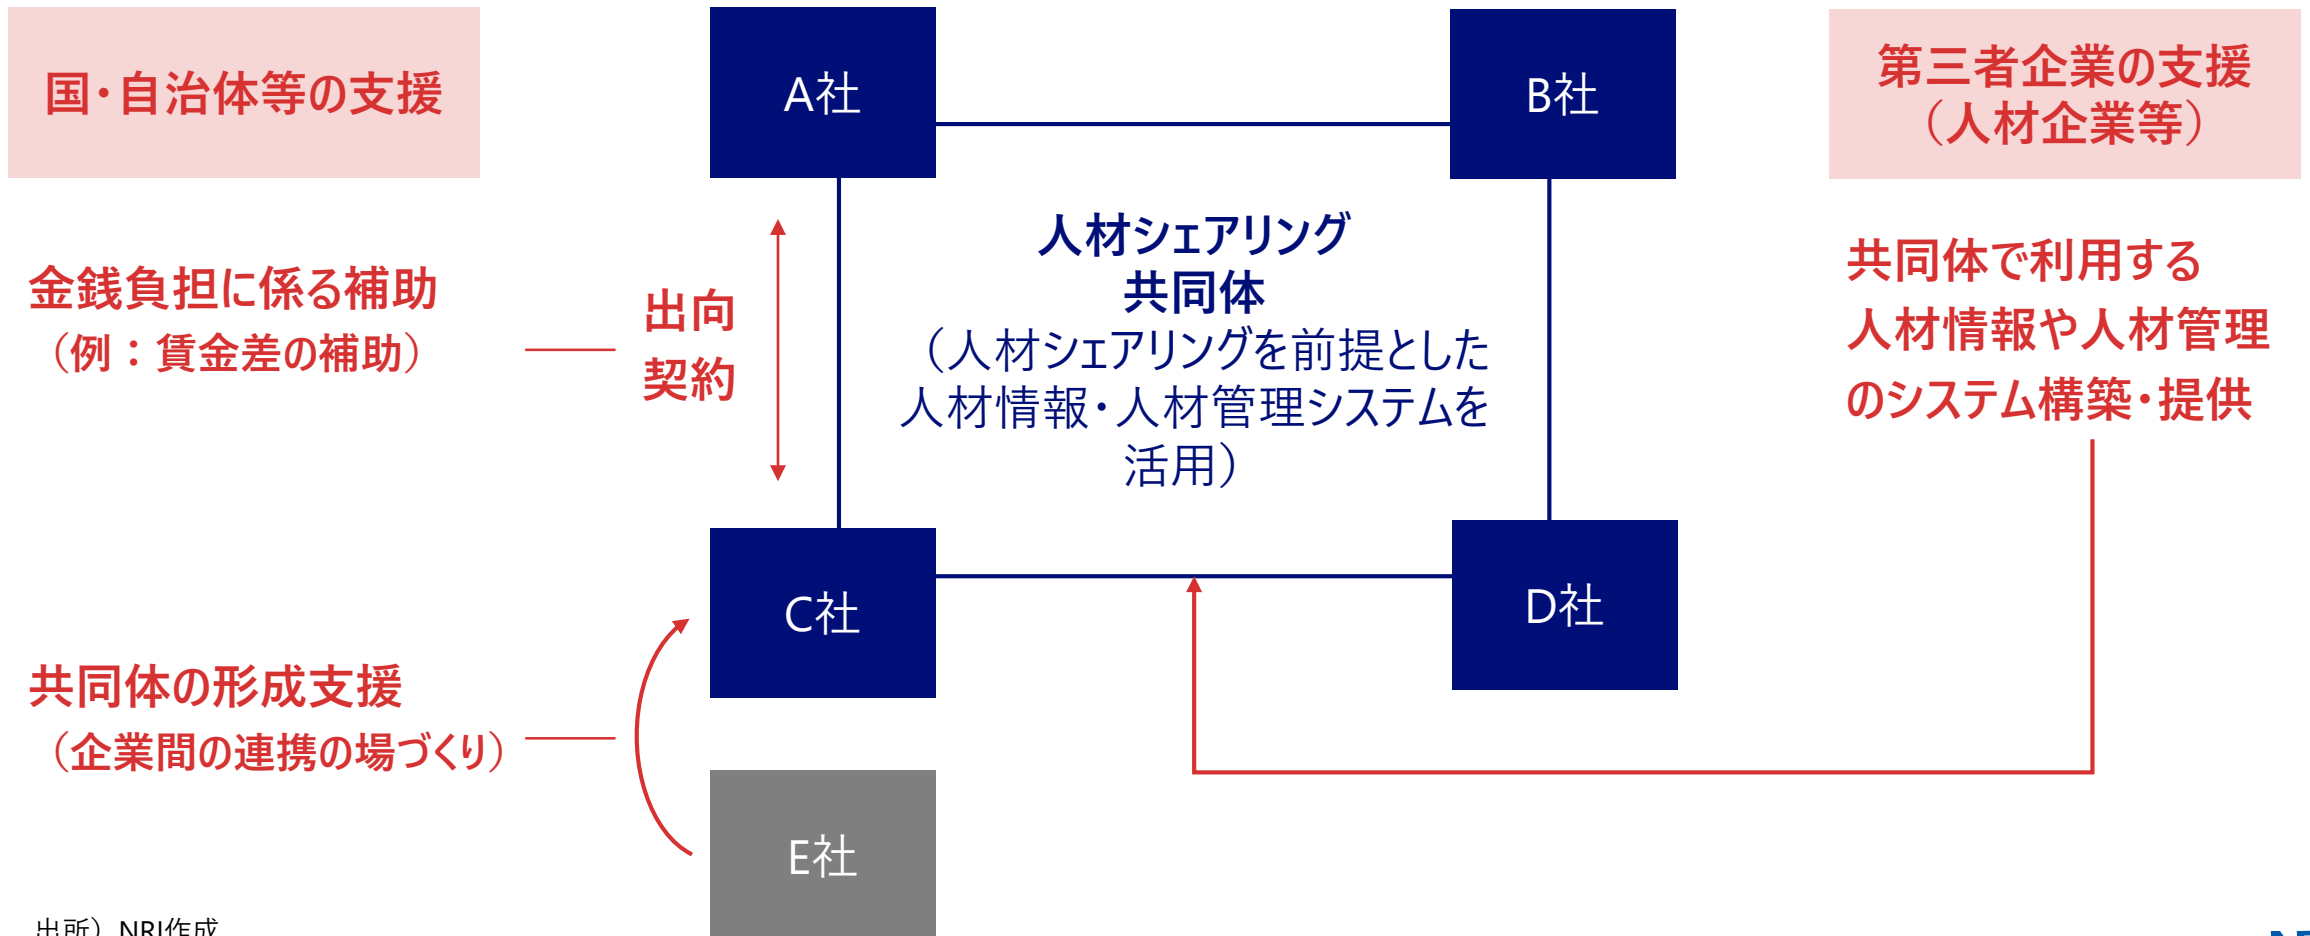 国・自治体等の支援
金銭負担に係る補助
（例：賃金差の補助）
共同体の形成支援
（企業間の連携の場づくり）
出向
契約
A社
B社
人材シェアリング
共同体
（人材シェアリングを前提とした
人材情報・人材管理システムを
活用）
C社
D社
E社
第三者企業の支援
（人材企業等）
共同体で利用する
人材情報や人材管理
のシステム構築・提供
出所）NRI作成